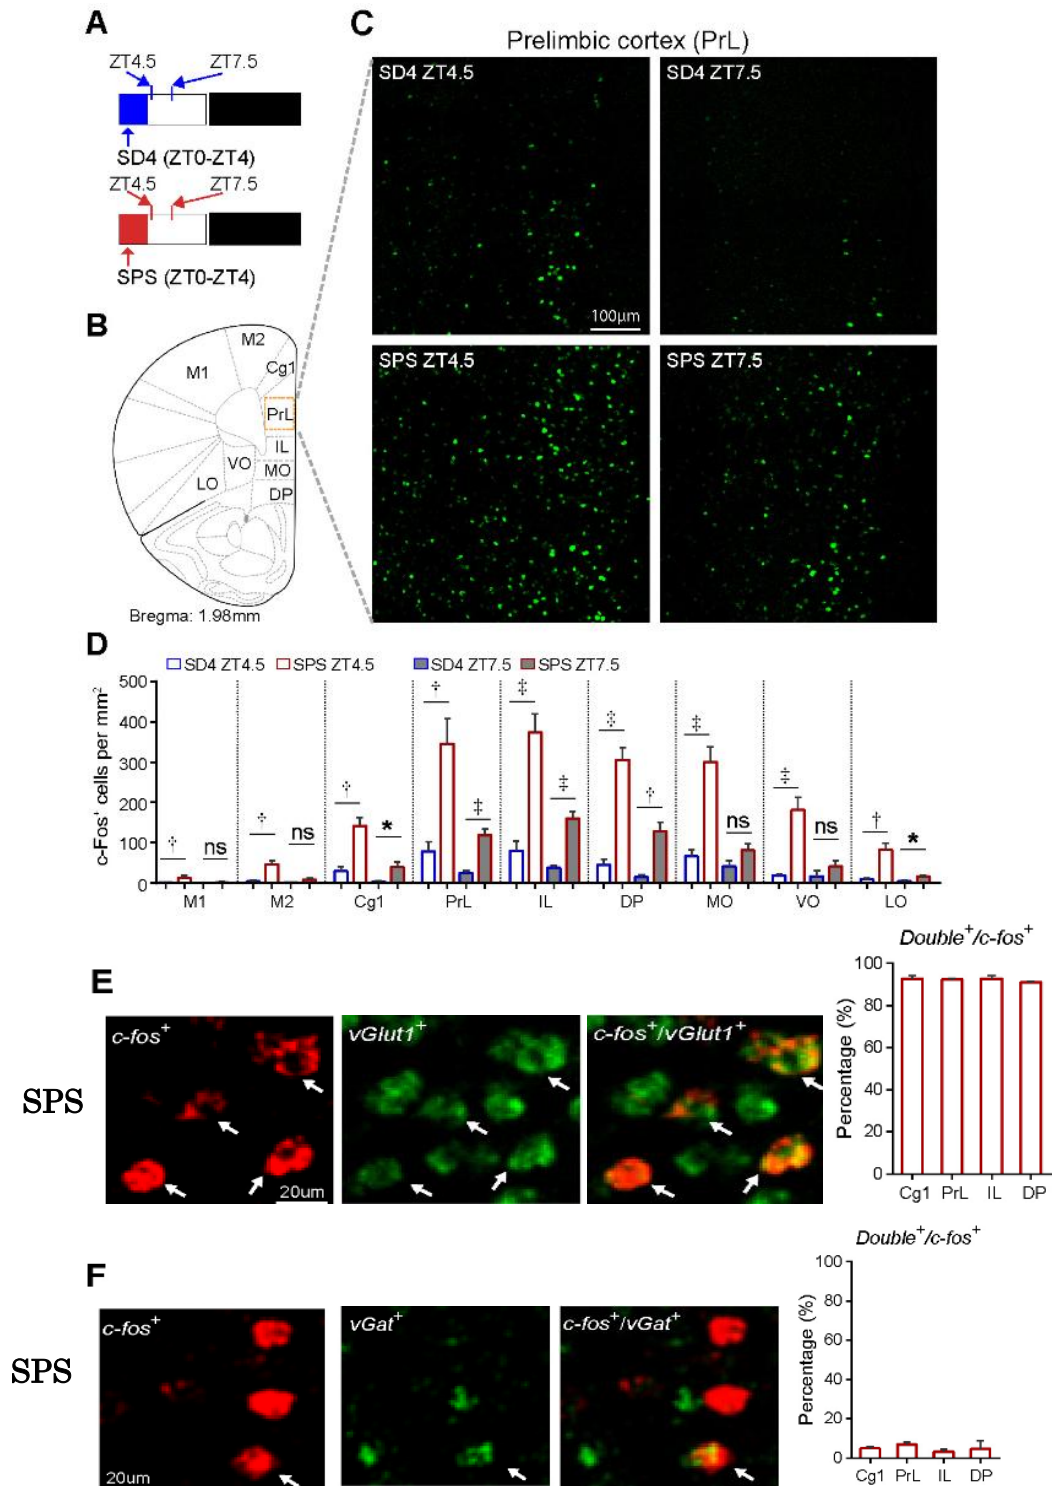 A
ZT4.5 ZT7.5
SD4 (ZT0-ZT4)
ZT4.5 ZT7.5
SPS (ZT0-ZT4)
B
M2
M1
Cg1
PrL
IL
VO
MO
LO
DP
Bregma: 1.98mm
C
Prelimbic cortex (PrL)
SD4 ZT4.5
SD4 ZT7.5
100μm
SPS ZT4.5
SPS ZT7.5
D
SD4 ZT4.5 SPS ZT4.5 SD4 ZT7.5 SPS ZT7.5
c-Fos⁺ cells per mm²
500
400
300
200
100
0
† ns
† ns
† *
† ‡
‡ ‡
‡ †
‡ ns
‡ ns
† *
M1 M2 Cg1 PrL IL DP MO VO LO
E
SPS
c-fos⁺
20um
vGlut1⁺
c-fos⁺/vGlut1⁺
Double⁺/c-fos⁺
Percentage (%)
100
80
60
40
20
0
Cg1 PrL IL DP
F
SPS
c-fos⁺
20um
vGat⁺
c-fos⁺/vGat⁺
Double⁺/c-fos⁺
Percentage (%)
100
80
60
40
20
0
Cg1 PrL IL DP